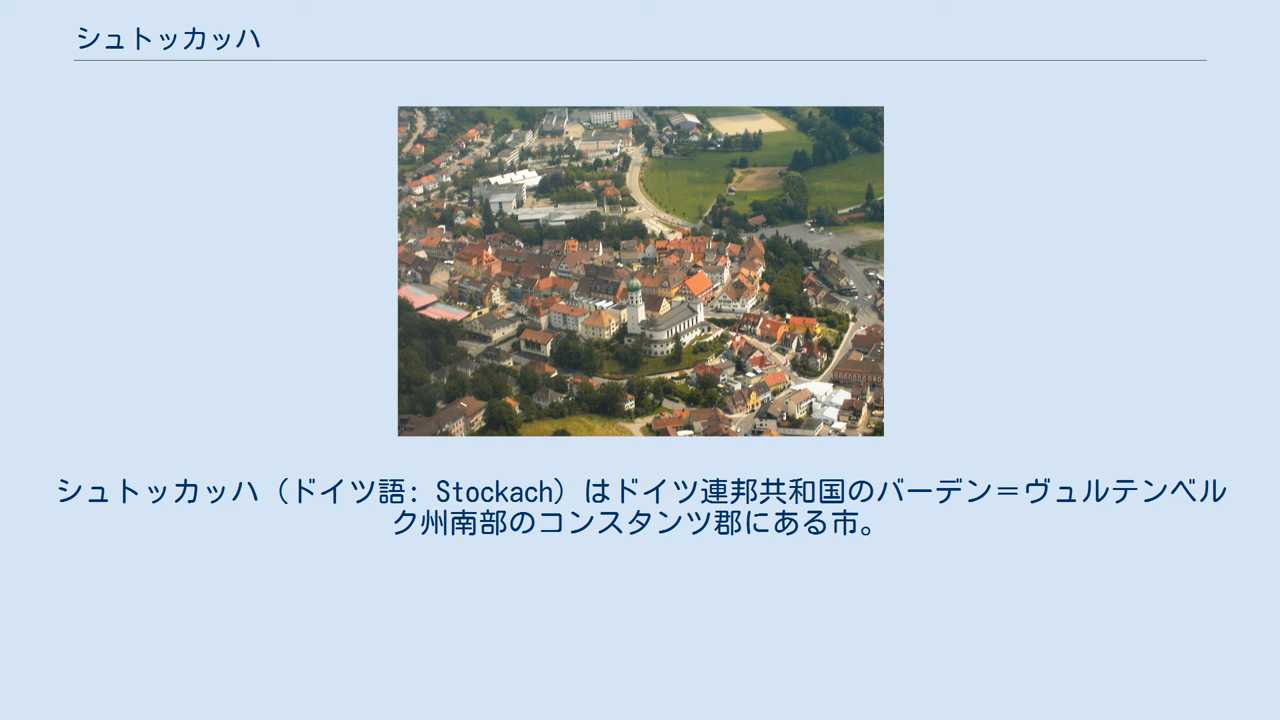 シュトッカッハ
シュトッカッハ（ドイツ語: Stockach）はドイツ連邦共和国のバーデン＝ヴュルテンベル
ク州南部のコンスタンツ郡にある市。